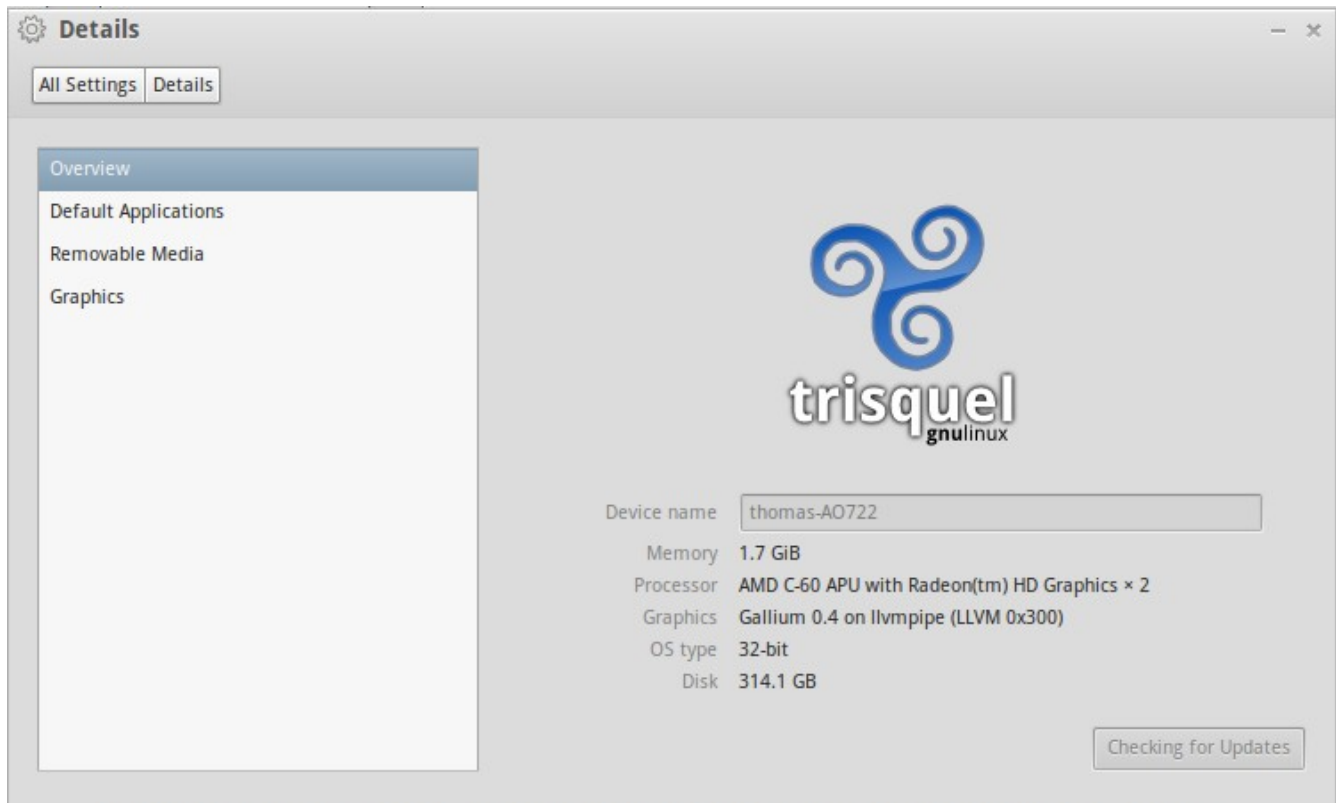 Details
All Settings Details
Overview
Default Applications
Removable Media
Graphics
trisquel
gnulinux
Device name thomas-AO722
Memory 1.7 GiB
Processor AMD C-60 APU with Radeon(tm) HD Graphics × 2
Graphics Gallium 0.4 on llvmpipe (LLVM 0x300)
OS type 32-bit
Disk 314.1 GB
Checking for Updates